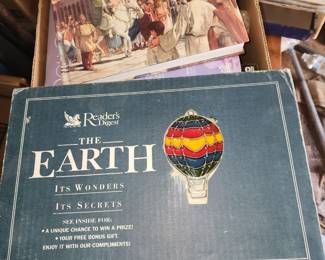 Reader's
Digest
THE
EARTH
ITS WONDERS
ITS SECRETS
SEE INSIDE FOR:
• A UNIQUE CHANCE TO WIN A PRIZE!
• YOUR FREE BONUS GIFT.
ENJOY IT WITH OUR COMPLIMENTS!